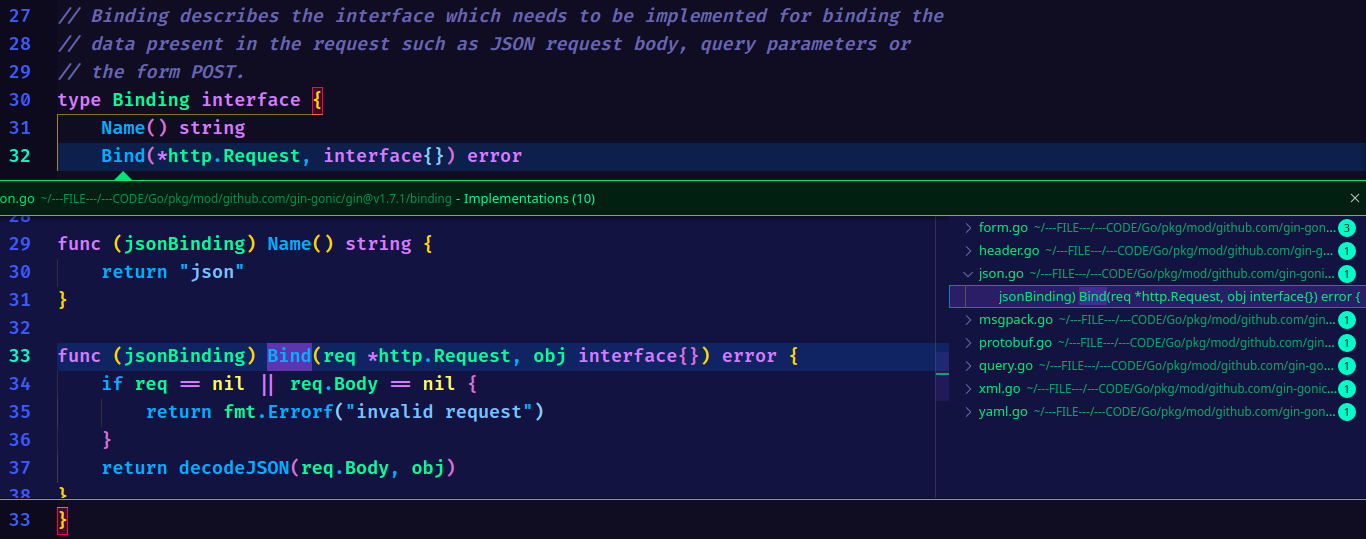 27 // Binding describes the interface which needs to be implemented for binding the
28 // data present in the request such as JSON request body, query parameters or
29 // the form POST.
30 type Binding interface {
31 Name() string
32 Bind(*http.Request, interface{}) error
on.go ~/---FILE---/---CODE/Go/pkg/mod/github.com/gin-gonic/gin@v1.7.1/binding - Implementations (10)
28
29 func (jsonBinding) Name() string {
30 return "json"
31 }
32
33 func (jsonBinding) Bind(req *http.Request, obj interface{}) error {
34 if req == nil || req.Body == nil {
35 return fmt.Errorf("invalid request")
36 }
37 return decodeJSON(req.Body, obj)
38 }
form.go ~/---FILE---/---CODE/Go/pkg/mod/github.com/gin-gon... 3
header.go ~/---FILE---/---CODE/Go/pkg/mod/github.com/gin-g... 1
json.go ~/---FILE---/---CODE/Go/pkg/mod/github.com/gin-goni... 1
jsonBinding) Bind(req *http.Request, obj interface{}) error {
msgpack.go ~/---FILE---/---CODE/Go/pkg/mod/github.com/gin... 1
protobuf.go ~/---FILE---/---CODE/Go/pkg/mod/github.com/gin-... 1
query.go ~/---FILE---/---CODE/Go/pkg/mod/github.com/gin-go... 1
xml.go ~/---FILE---/---CODE/Go/pkg/mod/github.com/gin-gonic... 1
yaml.go ~/---FILE---/---CODE/Go/pkg/mod/github.com/gin-gon... 1
33 }